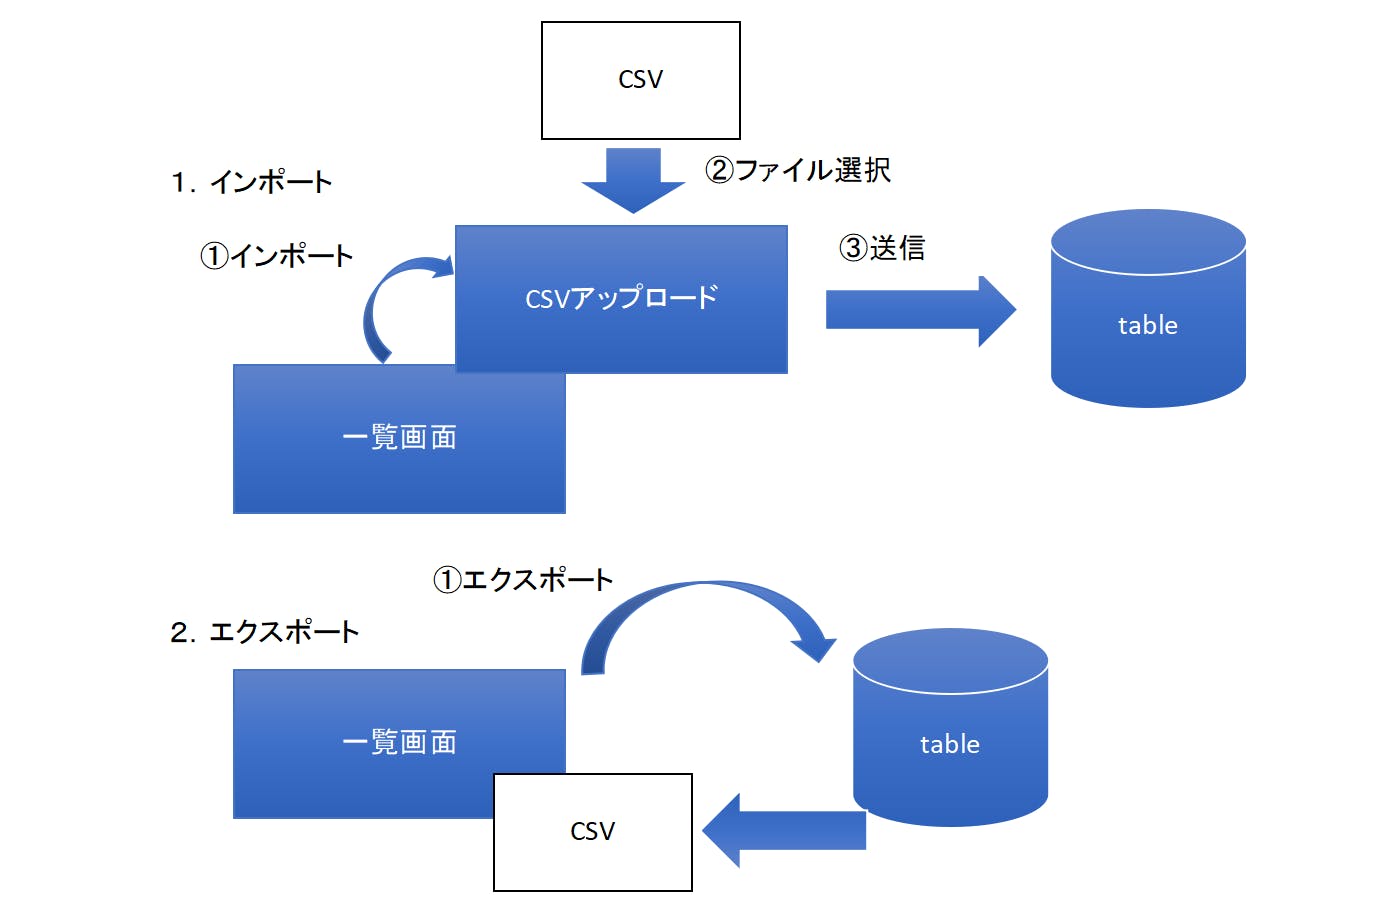 CSV
②ファイル選択
１．インポート
①インポート
③送信
CSVアップロード
table
一覧画面
①エクスポート
２．エクスポート
一覧画面
table
CSV